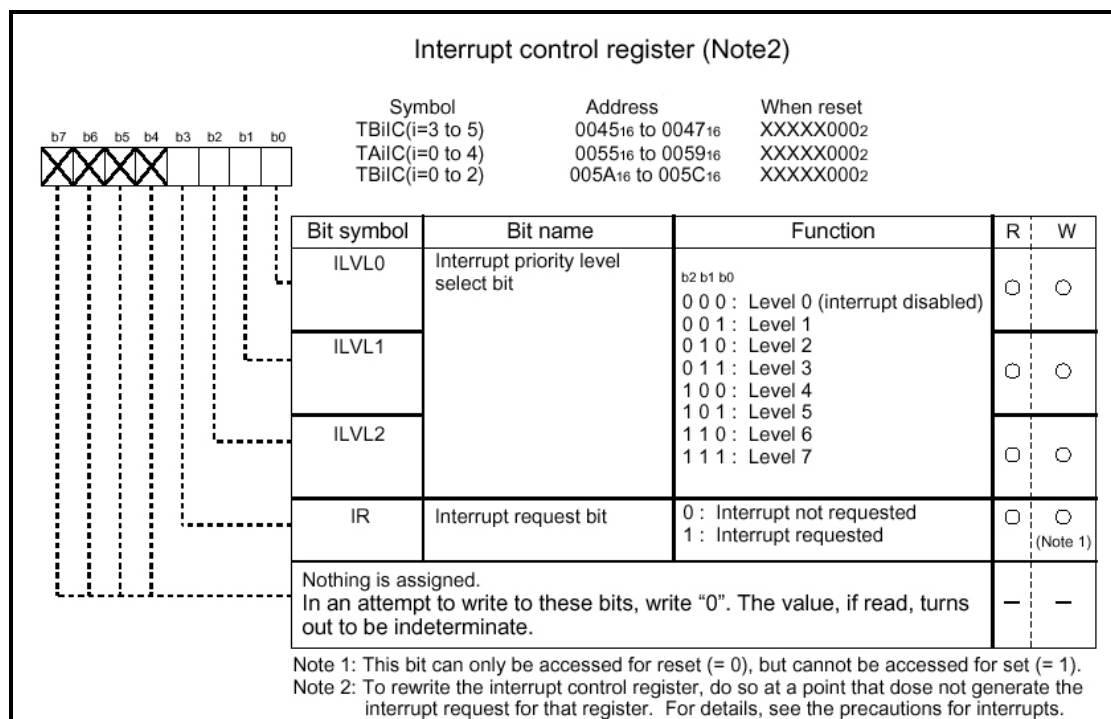 Interrupt control register (Note2)
Symbol Address When reset
TBiIC(i=3 to 5) 004516 to 004716 XXXXX0002
TAiIC(i=0 to 4) 005516 to 005916 XXXXX0002
TBiIC(i=0 to 2) 005A16 to 005C16 XXXXX0002
b7 b6 b5 b4 b3 b2 b1 b0
Bit symbol Bit name Function R W
ILVL0 Interrupt priority level
select bit
b2 b1 b0
0 0 0 : Level 0 (interrupt disabled)
0 0 1 : Level 1
0 1 0 : Level 2
0 1 1 : Level 3
1 0 0 : Level 4
1 0 1 : Level 5
1 1 0 : Level 6
1 1 1 : Level 7
ILVL1
ILVL2
IR Interrupt request bit 0 : Interrupt not requested
1 : Interrupt requested
(Note 1)
Nothing is assigned.
In an attempt to write to these bits, write “0”. The value, if read, turns
out to be indeterminate.
Note 1: This bit can only be accessed for reset (= 0), but cannot be accessed for set (= 1).
Note 2: To rewrite the interrupt control register, do so at a point that dose not generate the
interrupt request for that register. For details, see the precautions for interrupts.